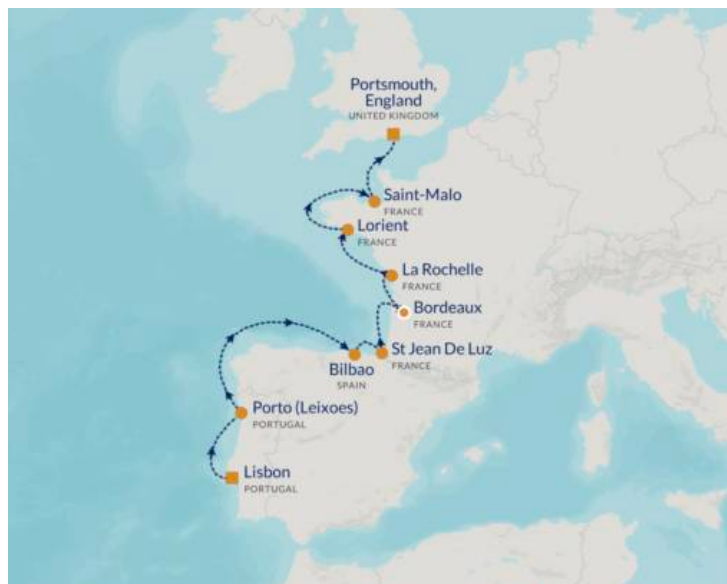 Portsmouth,
England
UNITED KINGDOM
Saint-Malo
FRANCE
Lorient
FRANCE
La Rochelle
FRANCE
Bordeaux
FRANCE
St Jean De Luz
FRANCE
Bilbao
SPAIN
Porto (Leixoes)
PORTUGAL
Lisbon
PORTUGAL